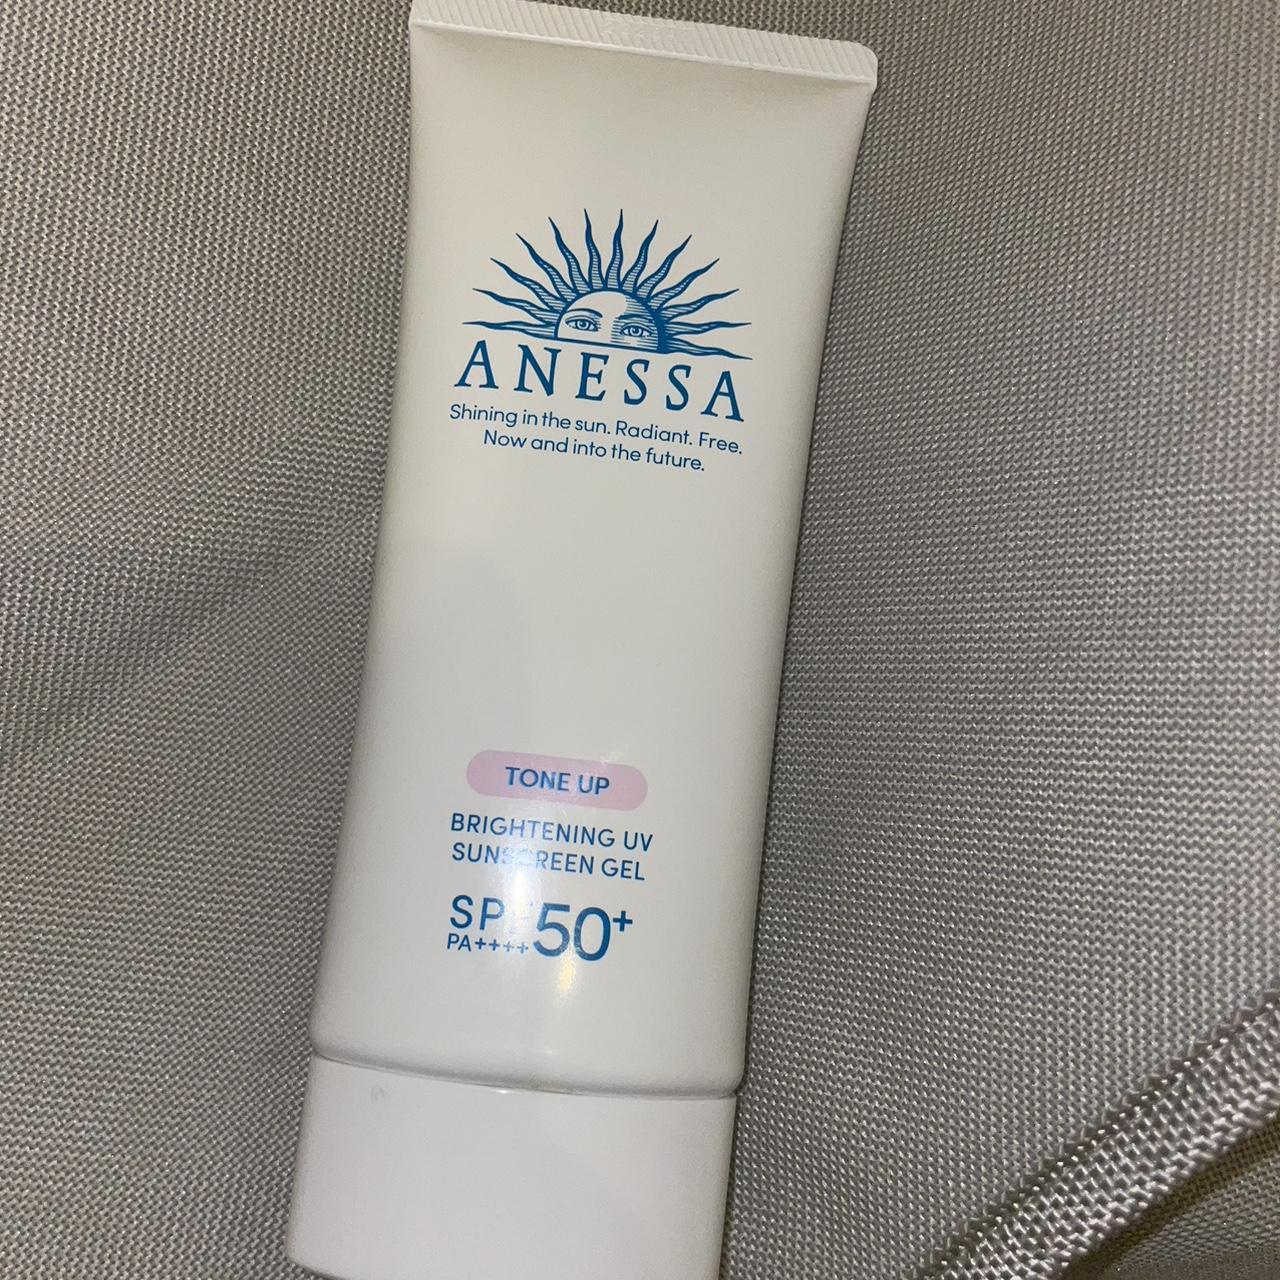 ANESSA
Shining in the sun. Radiant. Free.
Now and into the future.
TONE UP
BRIGHTENING UV
SUNSCREEN GEL
SPF 50+
PA++++